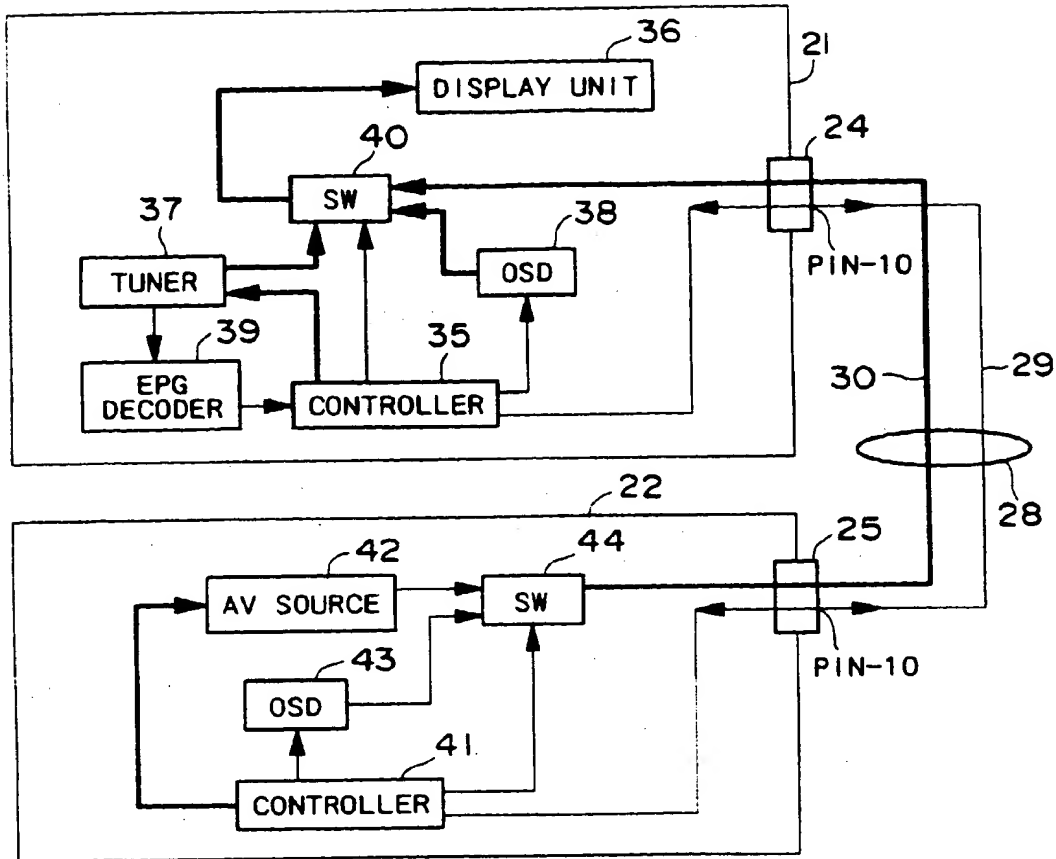 36
21
DISPLAY UNIT
24
40
SW
37
38
TUNER
OSD
PIN-10
39
35
EPG
DECODER
CONTROLLER
30
29
28
22
42
44
25
AV SOURCE
SW
43
PIN-10
OSD
41
CONTROLLER